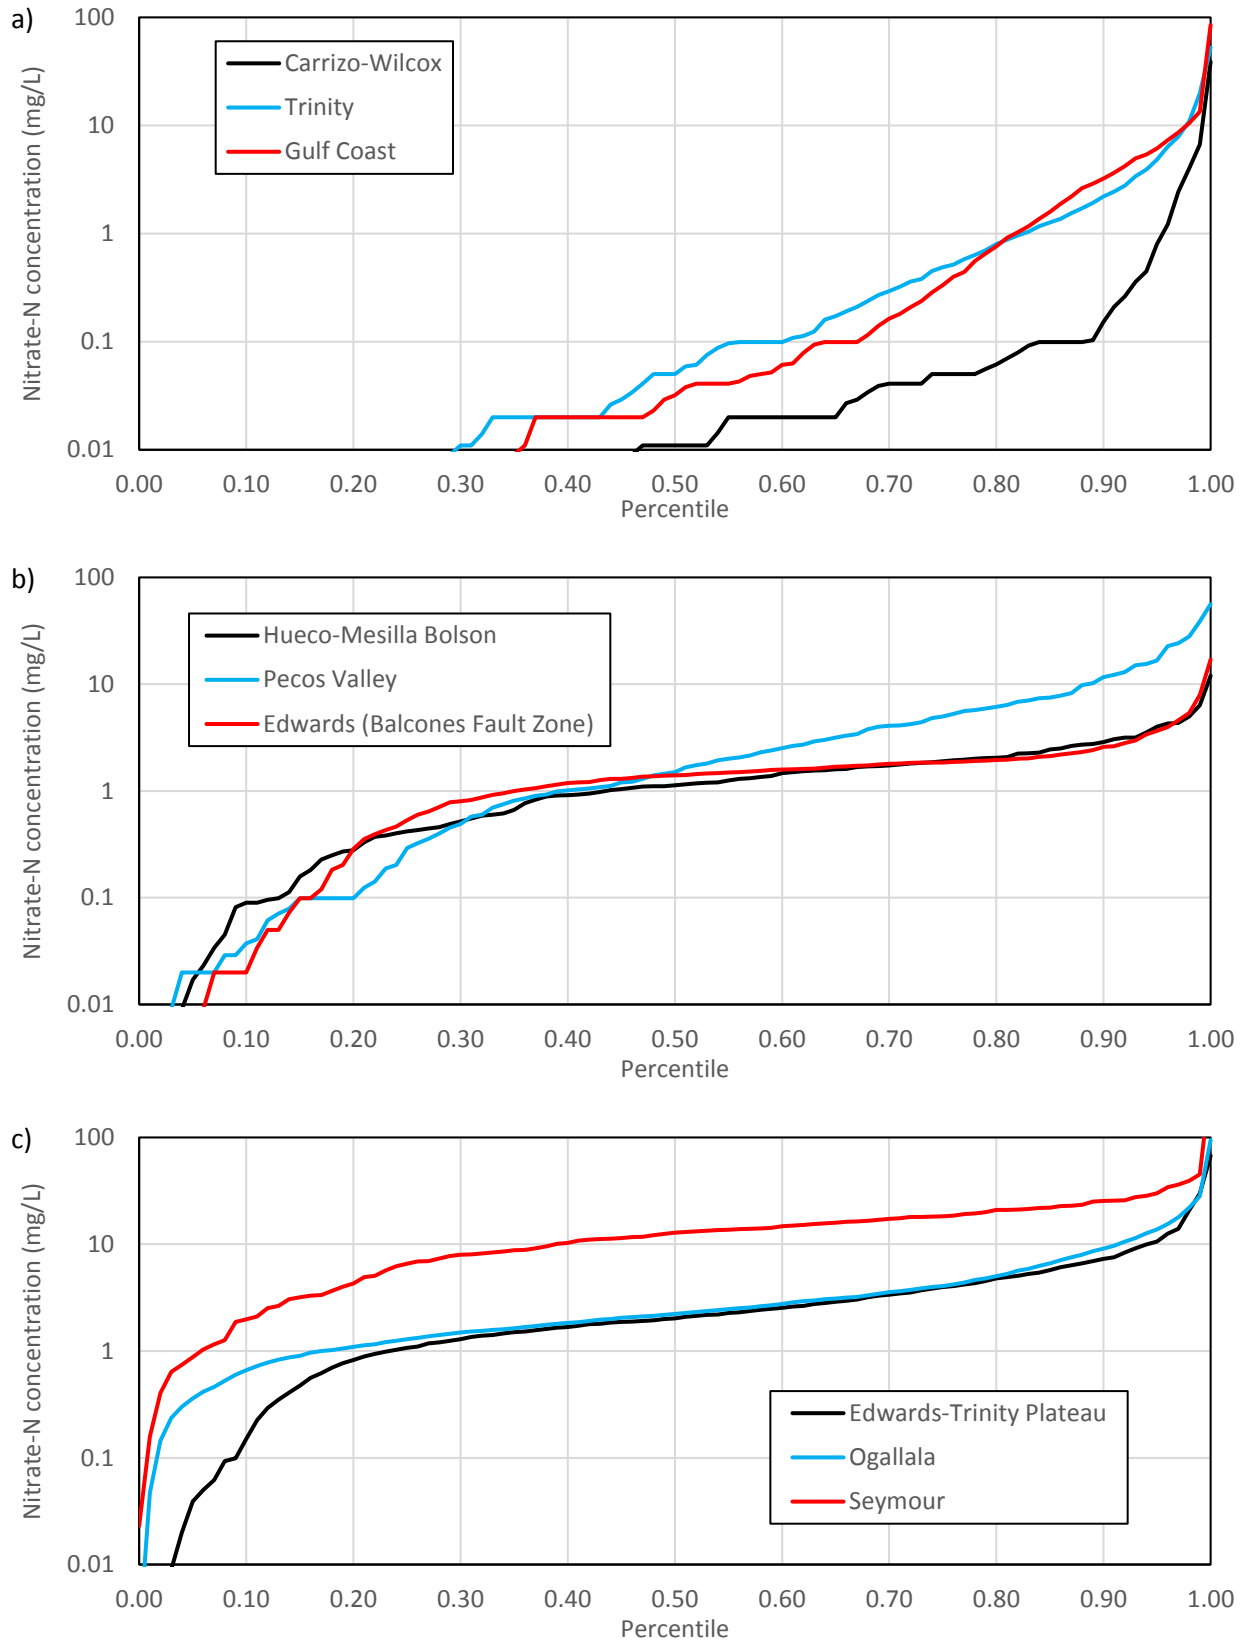 a)
Nitrate-N concentration (mg/L)
100
10
1
0.1
0.01
Carrizo-Wilcox
Trinity
Gulf Coast
0.00 0.10 0.20 0.30 0.40 0.50 0.60 0.70 0.80 0.90 1.00
Percentile
b)
Nitrate-N concentration (mg/L)
100
10
1
0.1
0.01
Hueco-Mesilla Bolson
Pecos Valley
Edwards (Balcones Fault Zone)
0.00 0.10 0.20 0.30 0.40 0.50 0.60 0.70 0.80 0.90 1.00
Percentile
c)
Nitrate-N concentration (mg/L)
100
10
1
0.1
0.01
Edwards-Trinity Plateau
Ogallala
Seymour
0.00 0.10 0.20 0.30 0.40 0.50 0.60 0.70 0.80 0.90 1.00
Percentile